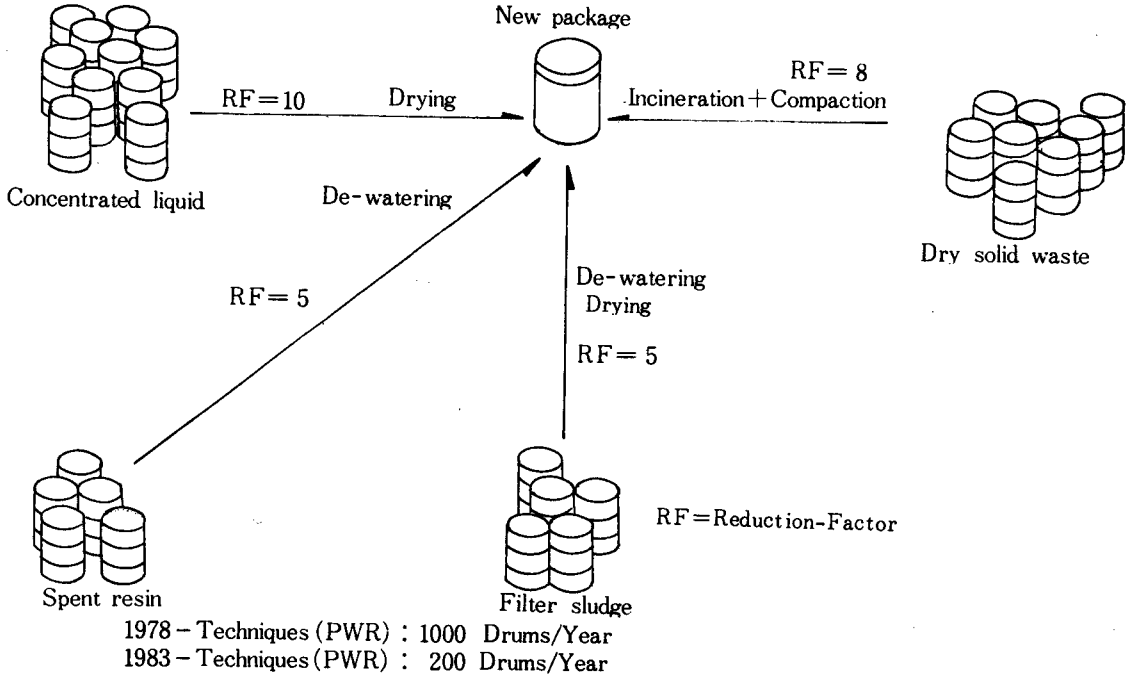 New package
RF=10
Drying
RF= 8
Incineration+Compaction
Concentrated liquid
De-watering
Dry solid waste
RF= 5
De-watering
Drying
RF= 5
RF=Reduction-Factor
Spent resin
Filter sludge
1978-Techniques(PWR) : 1000 Drums/Year
1983-Techniques(PWR) : 200 Drums/Year